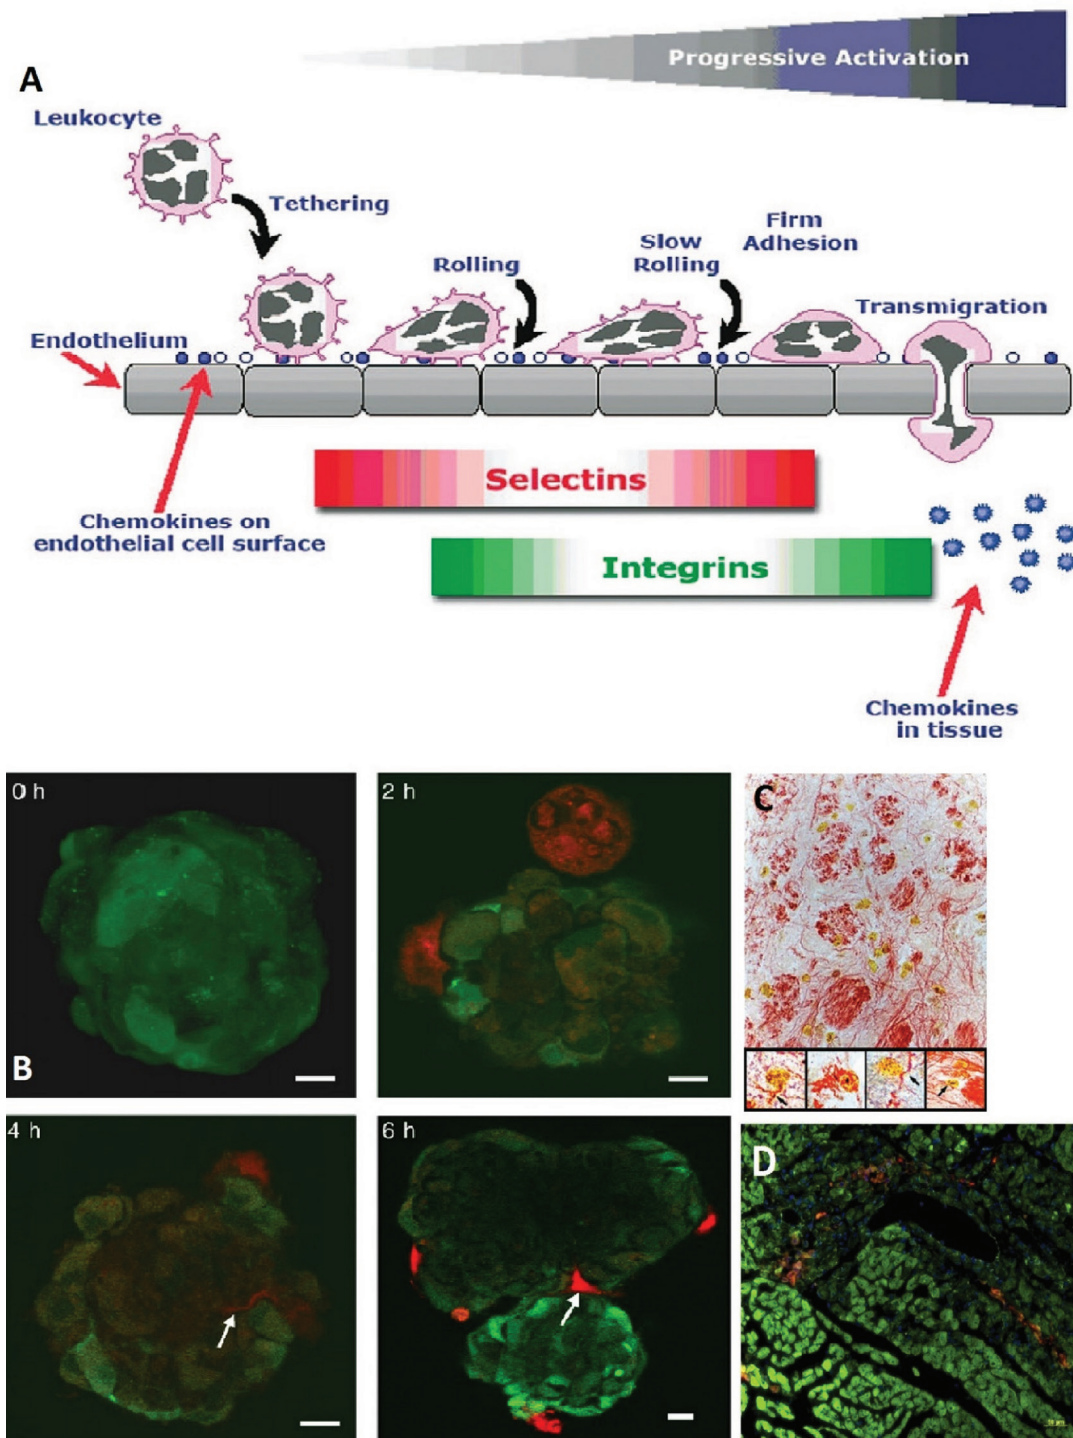 Progressive Activation
A
Leukocyte
Tethering
Rolling
Slow
Rolling
Firm
Adhesion
Transmigration
Endothelium
Selectins
Chemokines on
endothelial cell surface
Integrins
Chemokines
in tissue
0 h
2 h
C
B
4 h
6 h
D